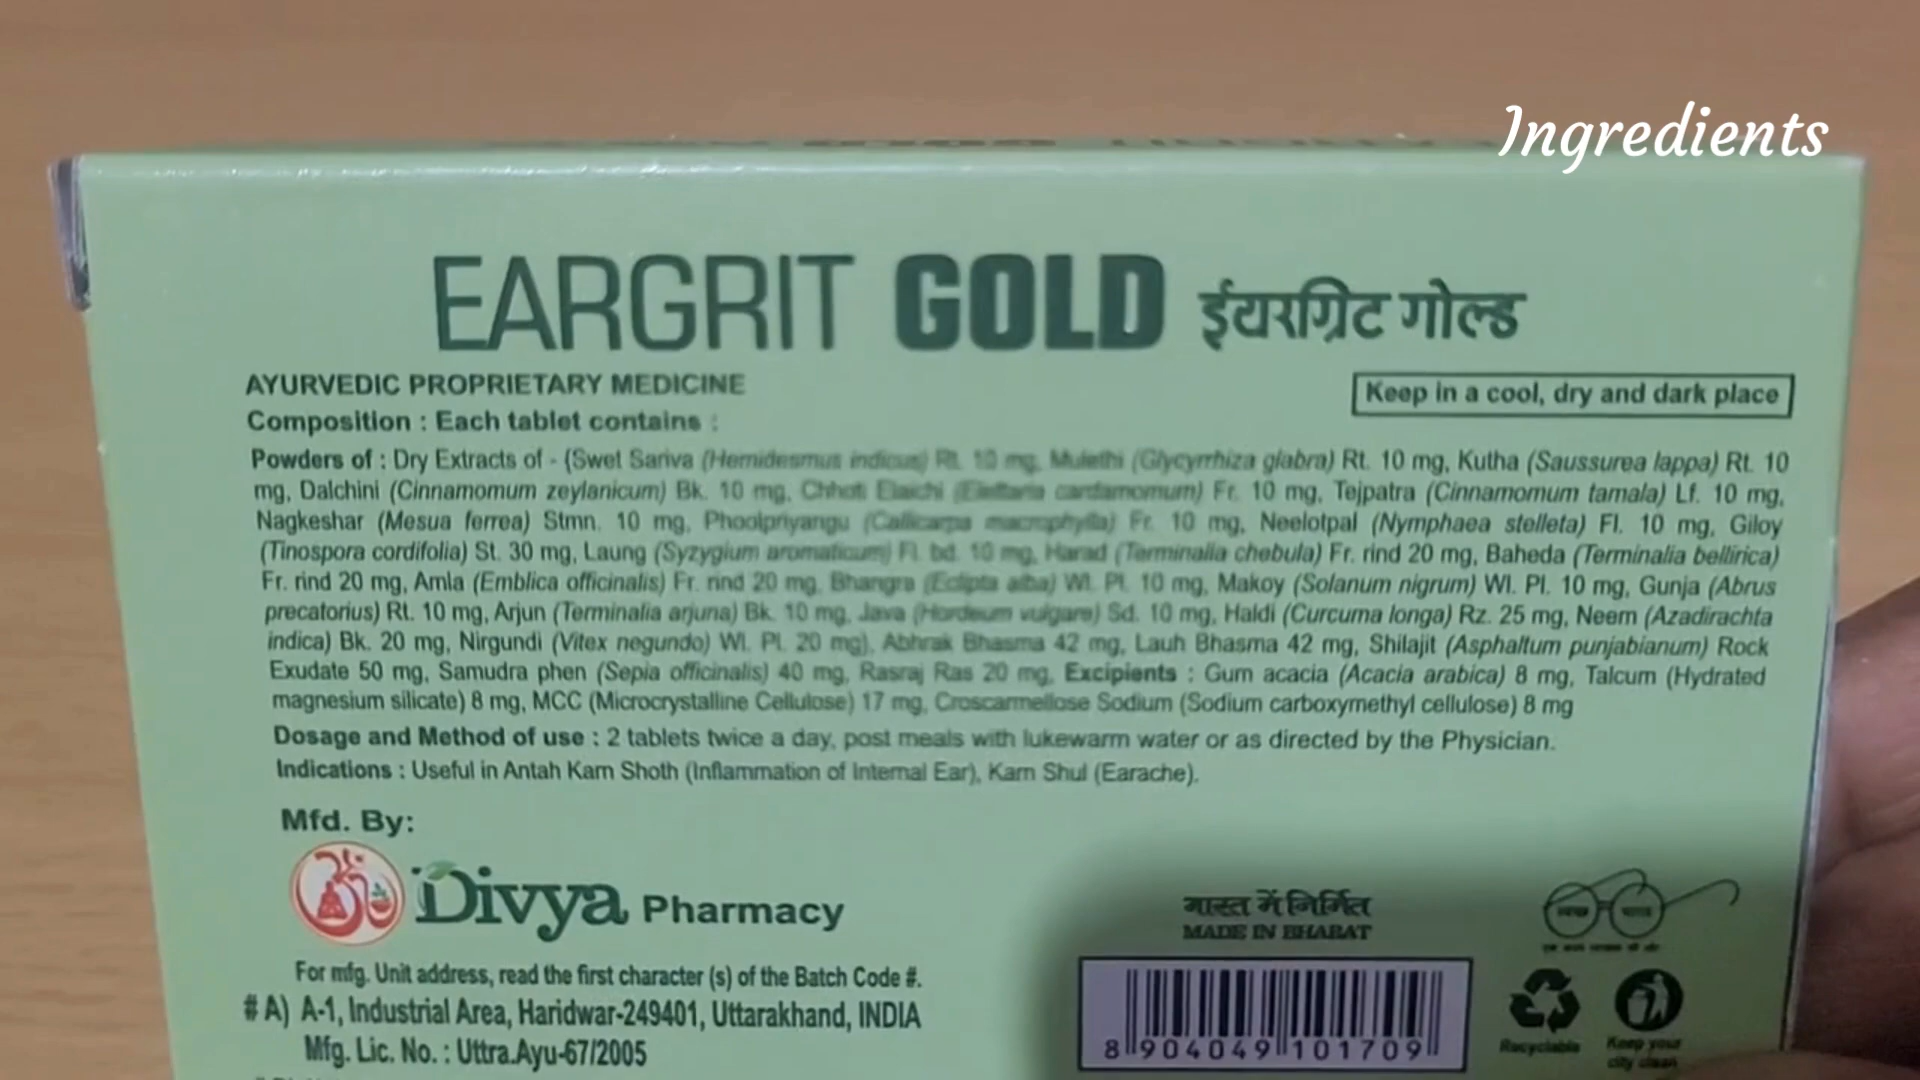 Ingredients
EARGRIT GOLD ईयरग्रिट गोल्ड
AYURVEDIC PROPRIETARY MEDICINE
Keep in a cool, dry and dark place
Composition : Each tablet contains :
Powders of : Dry Extracts of - {Swet Sariva (Hemidesmus indicus) Rt. 10 mg, Mulethi (Glycyrrhiza glabra) Rt. 10 mg, Kutha (Saussurea lappa) Rt. 10
mg, Dalchini (Cinnamomum zeylanicum) Bk. 10 mg, Chhoti Elaichi (Elettaria cardamomum) Fr. 10 mg, Tejpatra (Cinnamomum tamala) Lf. 10 mg,
Nagkeshar (Mesua ferrea) Stmn. 10 mg, Phoolpriyangu (Callicarpa macrophylla) Fr. 10 mg, Neelotpal (Nymphaea stelleta) Fl. 10 mg, Giloy
(Tinospora cordifolia) St. 30 mg, Laung (Syzygium aromaticum) Fl. bd. 10 mg, Harad (Terminalia chebula) Fr. rind 20 mg, Baheda (Terminalia bellirica)
Fr. rind 20 mg, Amla (Emblica officinalis) Fr. rind 20 mg, Bhangra (Eclipta alba) Wl. Pl. 10 mg, Makoy (Solanum nigrum) Wl. Pl. 10 mg, Gunja (Abrus
precatorius) Rt. 10 mg, Arjun (Terminalia arjuna) Bk. 10 mg, Java (Hordeum vulgare) Sd. 10 mg, Haldi (Curcuma longa) Rz. 25 mg, Neem (Azadirachta
indica) Bk. 20 mg, Nirgundi (Vitex negundo) Wl. Pl. 20 mg}, Abhrak Bhasma 42 mg, Lauh Bhasma 42 mg, Shilajit (Asphaltum punjabianum) Rock
Exudate 50 mg, Samudra phen (Sepia officinalis) 40 mg, Rasraj Ras 20 mg, Excipients : Gum acacia (Acacia arabica) 8 mg, Talcum (Hydrated
magnesium silicate) 8 mg, MCC (Microcrystalline Cellulose) 17 mg, Croscarmellose Sodium (Sodium carboxymethyl cellulose) 8 mg
Dosage and Method of use : 2 tablets twice a day, post meals with lukewarm water or as directed by the Physician.
Indications : Useful in Antah Karn Shoth (Inflammation of Internal Ear), Karn Shul (Earache).
Mfd. By:
Divya Pharmacy
For mfg. Unit address, read the first character (s) of the Batch Code #.
# A) A-1, Industrial Area, Haridwar-249401, Uttarakhand, INDIA
Mfg. Lic. No. : Uttra.Ayu-67/2005
भारत में निर्मित
MADE IN BHARAT
8 904049 101709
Recyclable
Keep your
city clean